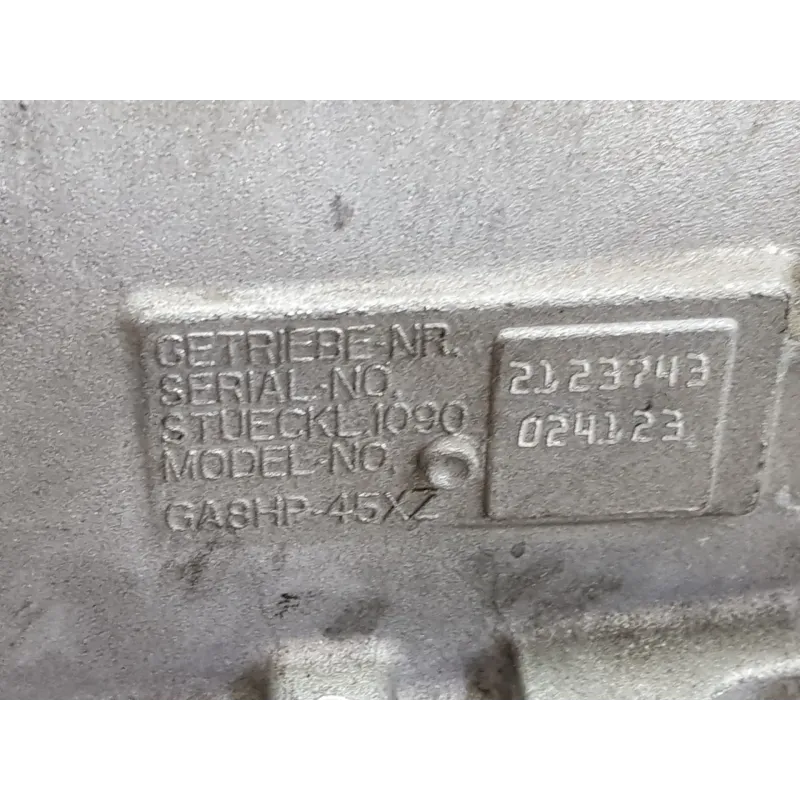 GETRIEBE-NR.
SERIAL-NO.
2123743
STUECKL.1090
MODEL-NO.
024123
GA8HP-45XZ